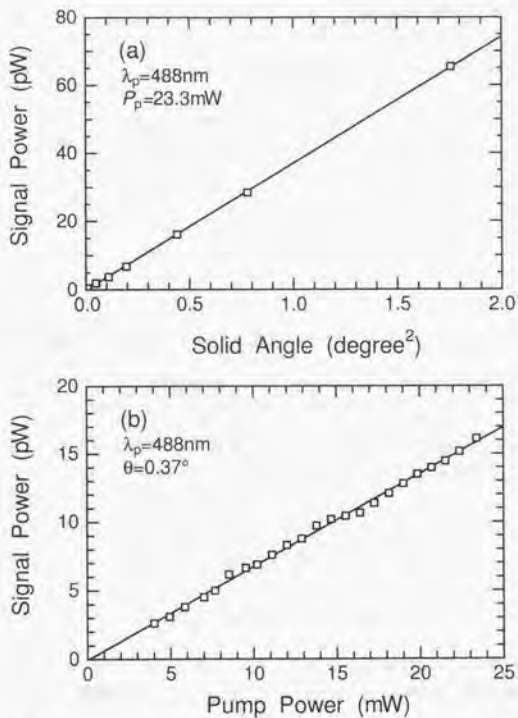 80
(a)
λp=488nm
Pp=23.3mW
60
40
20
0
Signal Power (pW)
0.0 0.5 1.0 1.5 2.0
Solid Angle (degree²)
20
(b)
λp=488nm
θ=0.37°
15
10
5
0
Signal Power (pW)
0 5 10 15 20 25
Pump Power (mW)